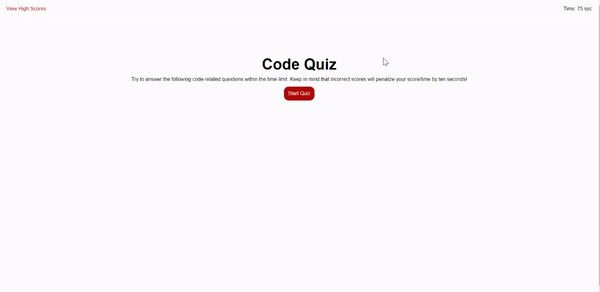 View High Scores
Time: 75 sec
Code Quiz
Try to answer the following code related questions within the time limit. Keep in mind that incorrect scores will penalize your score/time by ten seconds!
Start Quiz